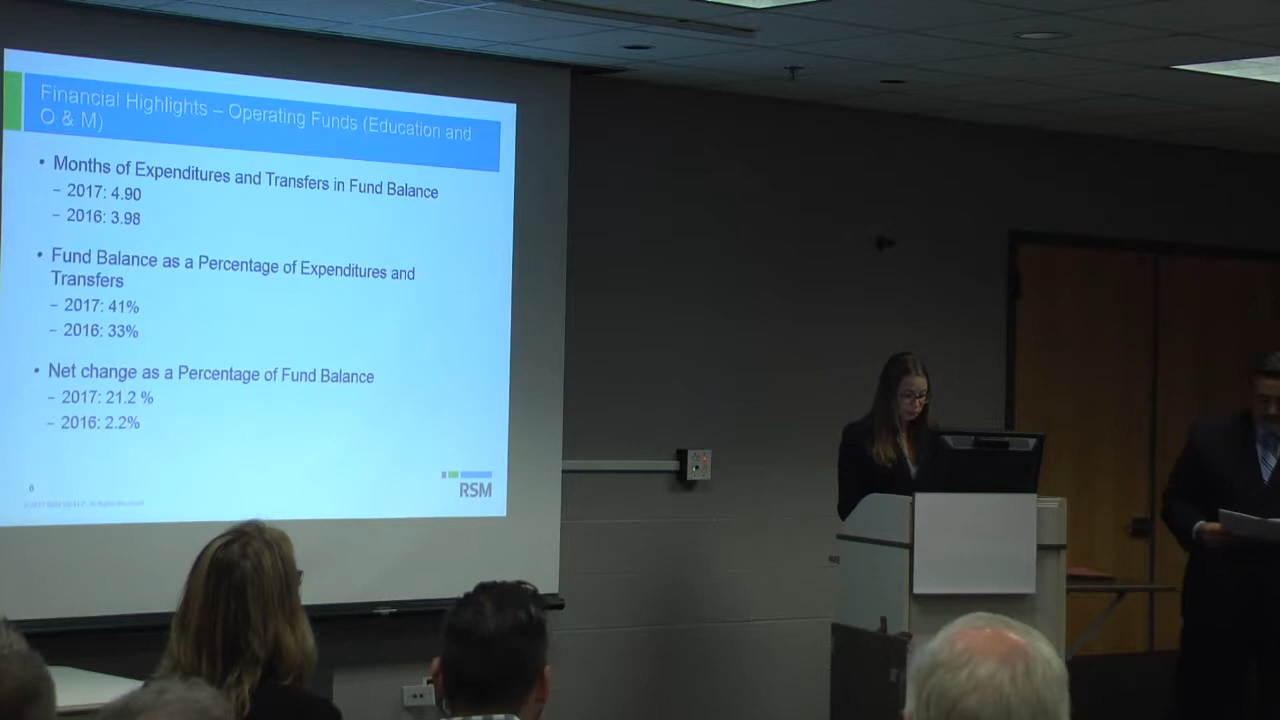 Financial Highlights – Operating Funds (Education and
O & M)
• Months of Expenditures and Transfers in Fund Balance
– 2017: 4.90
– 2016: 3.98
• Fund Balance as a Percentage of Expenditures and
Transfers
– 2017: 41%
– 2016: 33%
• Net change as a Percentage of Fund Balance
– 2017: 21.2 %
– 2016: 2.2%
6
RSM